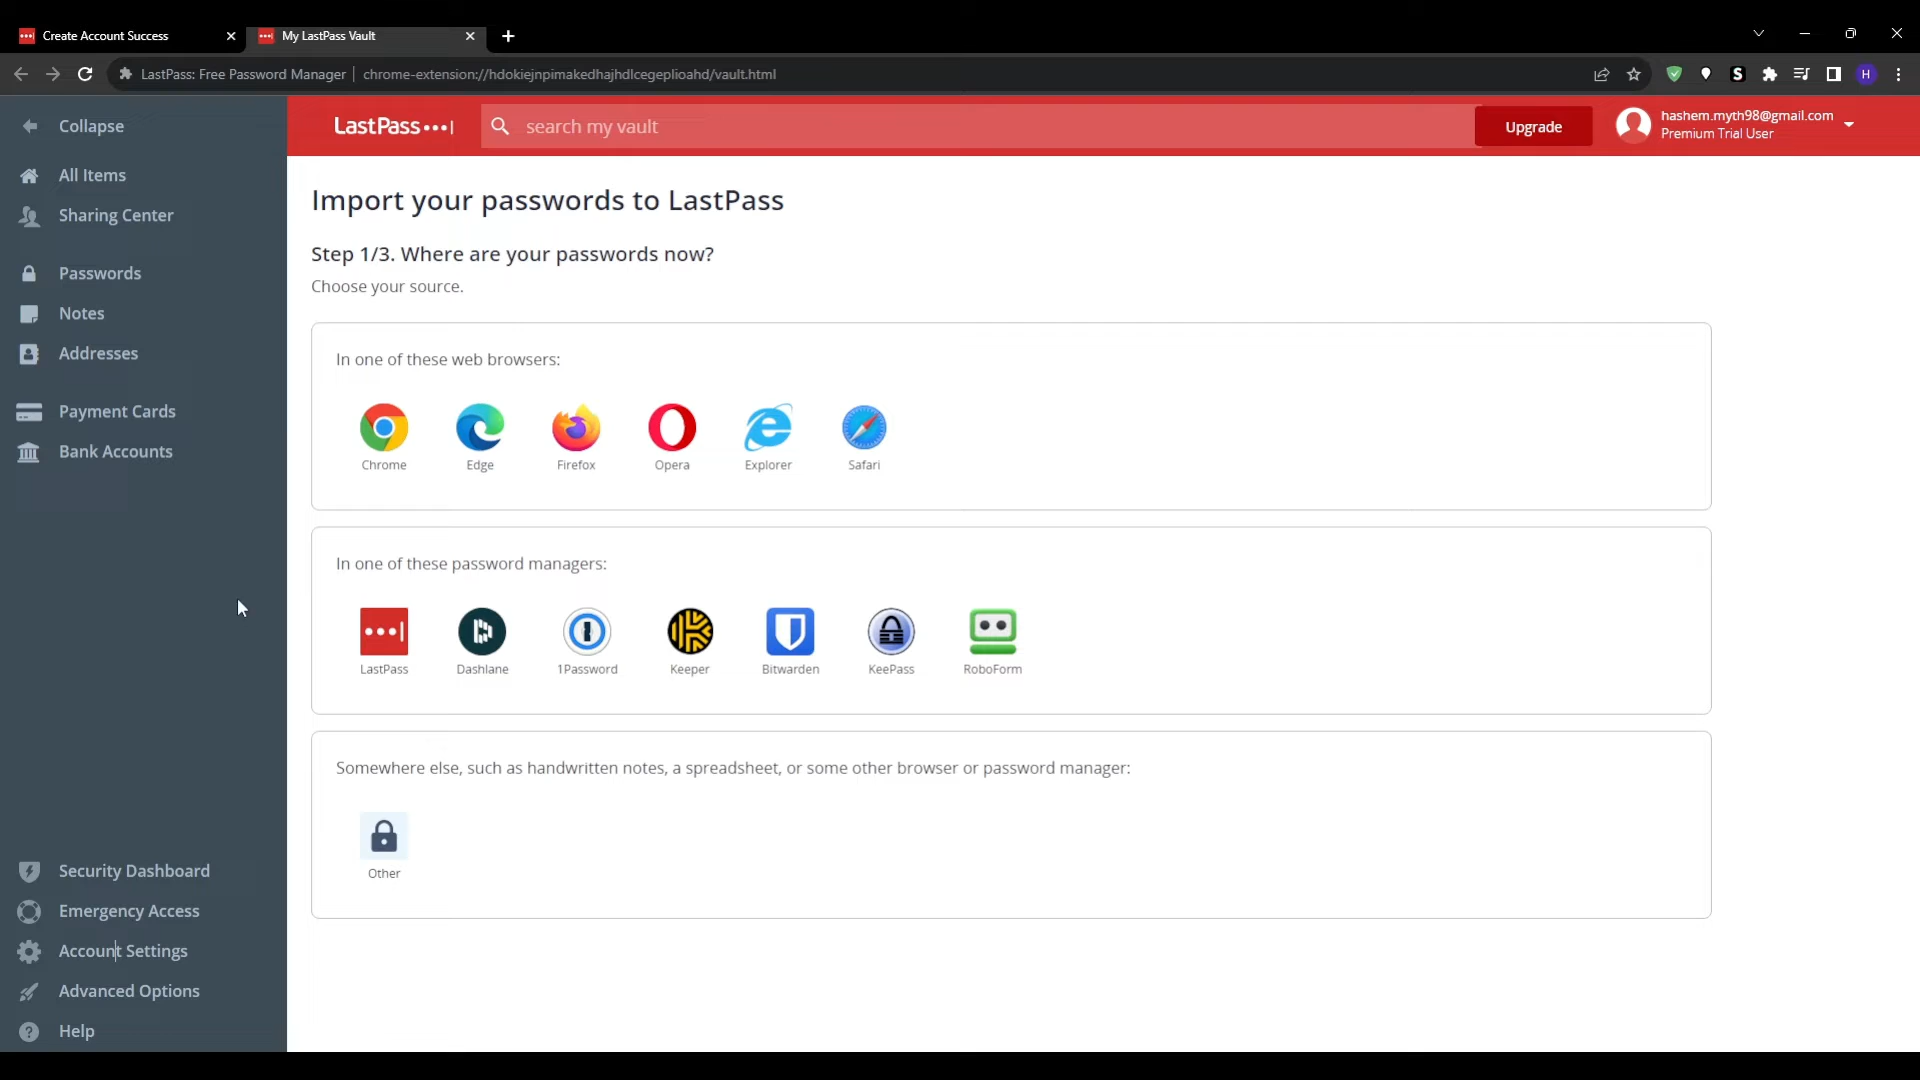 Create Account Success
My LastPass Vault
LastPass: Free Password Manager
chrome-extension://hdokiejnpimakedhajhdlcegeplioahd/vault.html
S
H
Collapse
LastPass•••|
search my vault
Upgrade
hashem.myth98@gmail.com
Premium Trial User
All Items
Sharing Center
Passwords
Notes
Addresses
Payment Cards
Bank Accounts
Security Dashboard
Emergency Access
Account Settings
Advanced Options
Help
Import your passwords to LastPass
Step 1/3. Where are your passwords now?
Choose your source.
In one of these web browsers:
Chrome
Edge
Firefox
Opera
Explorer
Safari
In one of these password managers:
LastPass
Dashlane
1Password
Keeper
Bitwarden
KeePass
RoboForm
Somewhere else, such as handwritten notes, a spreadsheet, or some other browser or password manager:
Other